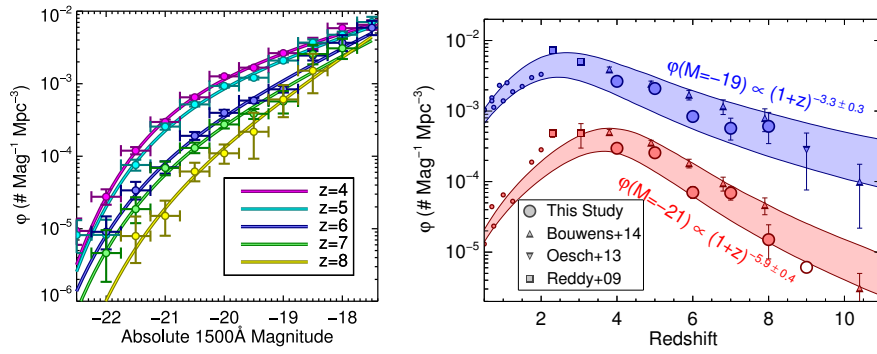 φ (# Mag⁻¹ Mpc⁻³)
10⁻²
10⁻³
10⁻⁴
10⁻⁵
10⁻⁶
z=4
z=5
z=6
z=7
z=8
−22 −21 −20 −19 −18
Absolute 1500Å Magnitude
φ (# Mag⁻¹ Mpc⁻³)
10⁻²
10⁻³
10⁻⁴
10⁻⁵
φ(M=−19) ∝ (1+z)⁻³·³ ± ⁰·³
φ(M=−21) ∝ (1+z)⁻⁵·⁹ ± ⁰·⁴
This Study
Bouwens+14
Oesch+13
Reddy+09
2 4 6 8 10
Redshift